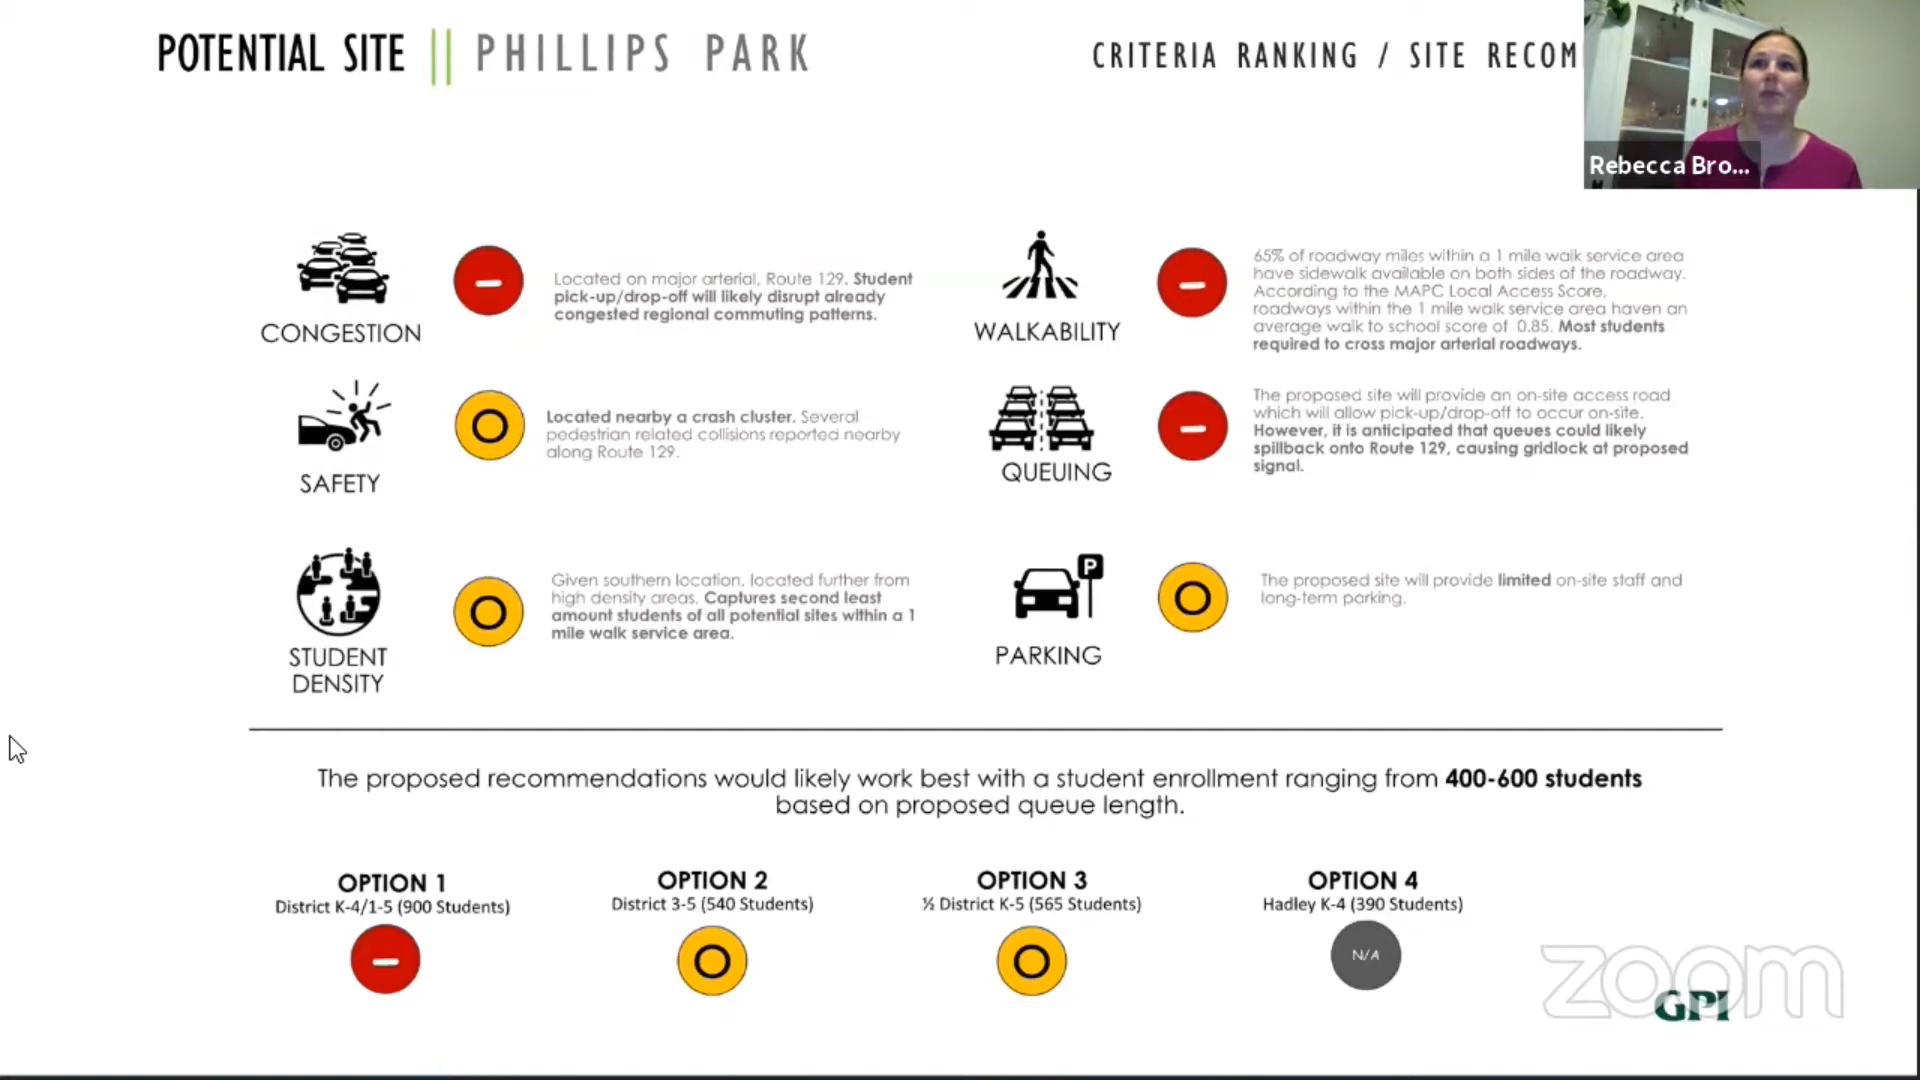 POTENTIAL SITE || PHILLIPS PARK
CRITERIA RANKING / SITE RECOM
Rebecca Bro...
CONGESTION
Located on major arterial, Route 129. Student
pick-up/drop-off will likely disrupt already
congested regional commuting patterns.
WALKABILITY
65% of roadway miles within a 1 mile walk service area
have sidewalk available on both sides of the roadway.
According to the MAPC Local Access Score,
roadways within the 1 mile walk service area haven an
average walk to school score of 0.85. Most students
required to cross major arterial roadways.
SAFETY
Located nearby a crash cluster. Several
pedestrian related collisions reported nearby
along Route 129.
QUEUING
The proposed site will provide an on-site access road
which will allow pick-up/drop-off to occur on-site.
However, it is anticipated that queues could likely
spillback onto Route 129, causing gridlock at proposed
signal.
STUDENT
DENSITY
Given southern location, located further from
high density areas. Captures second least
amount students of all potential sites within a 1
mile walk service area.
P
PARKING
The proposed site will provide limited on-site staff and
long-term parking.
The proposed recommendations would likely work best with a student enrollment ranging from 400-600 students
based on proposed queue length.
OPTION 1
District K-4/1-5 (900 Students)
OPTION 2
District 3-5 (540 Students)
OPTION 3
½ District K-5 (565 Students)
OPTION 4
Hadley K-4 (390 Students)
N/A
zoom
GPI